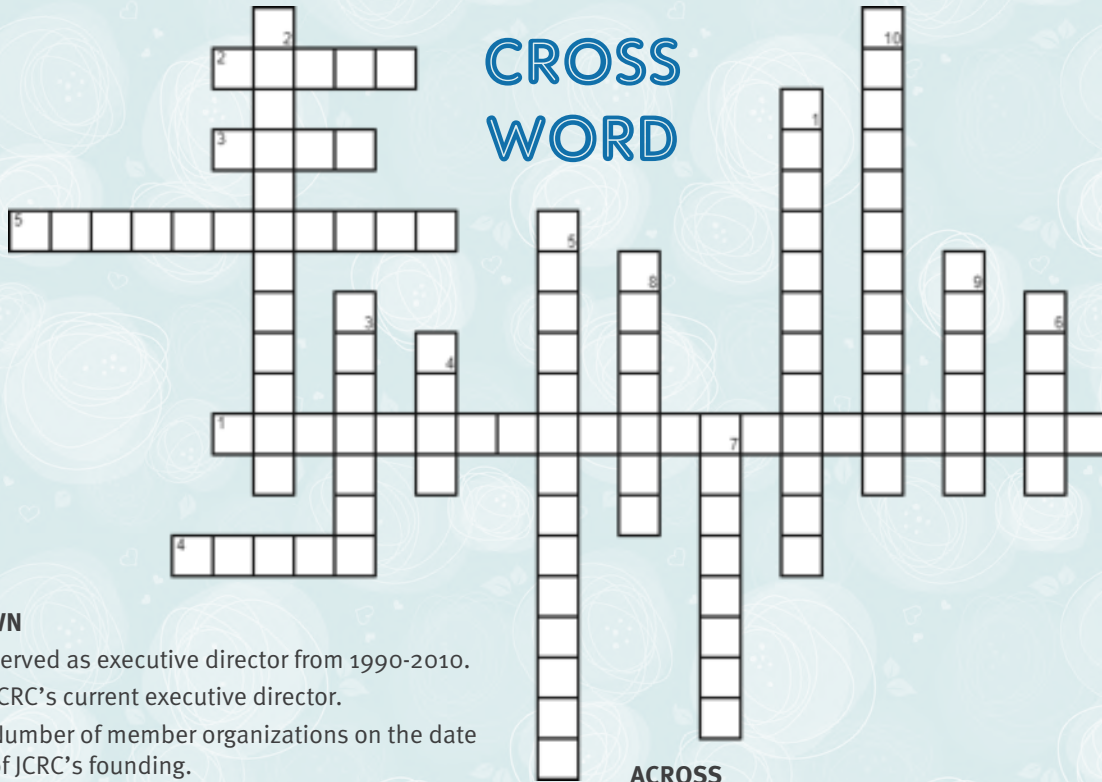 CROSS
WORD
2
10
2
1
3
5
5
8
9
3
6
4
1
7
4
WN
erved as executive director from 1990-2010.
CRC's current executive director.
Number of member organizations on the date
of JCRC's founding.
ACROSS